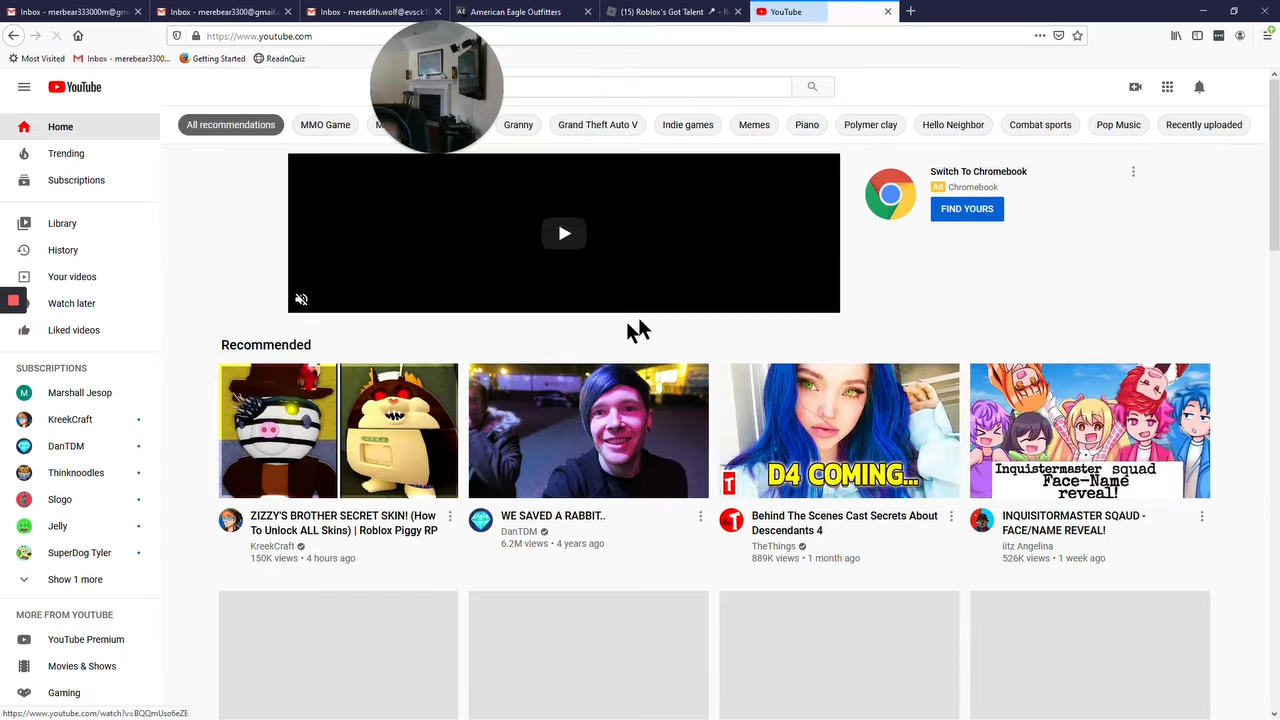 Inbox - merbear333000m@gm
Inbox - merebear3300@gmail.c
Inbox - meredith.wolf@evsck12
AE American Eagle Outfitters
(15) Roblox's Got Talent
YouTube
https://www.youtube.com
Most Visited
Inbox - merebear3300...
Getting Started
ReadnQuiz
YouTube
All recommendations
MMO Game
Granny
Grand Theft Auto V
Indie games
Memes
Piano
Polymer clay
Hello Neighbor
Combat sports
Pop Music
Recently uploaded
Home
Trending
Subscriptions
Library
History
Your videos
Watch later
Liked videos
SUBSCRIPTIONS
M Marshall Jesop
KreekCraft
DanTDM
Thinknoodles
Slogo
Jelly
SuperDog Tyler
Show 1 more
MORE FROM YOUTUBE
YouTube Premium
Movies & Shows
Gaming
https://www.youtube.com/watch?v=BQQmUso6eZE
Switch To Chromebook
Ad Chromebook
FIND YOURS
Recommended
ZIZZY'S BROTHER SECRET SKIN! (How
To Unlock ALL Skins) | Roblox Piggy RP
KreekCraft
150K views • 4 hours ago
WE SAVED A RABBIT..
DanTDM
6.2M views • 4 years ago
T
D4 COMING...
Behind The Scenes Cast Secrets About
Descendants 4
TheThings
889K views • 1 month ago
Inquistermaster squad
Face-Name
reveal!
INQUISITORMASTER SQAUD -
FACE/NAME REVEAL!
iitz Angelina
526K views • 1 week ago